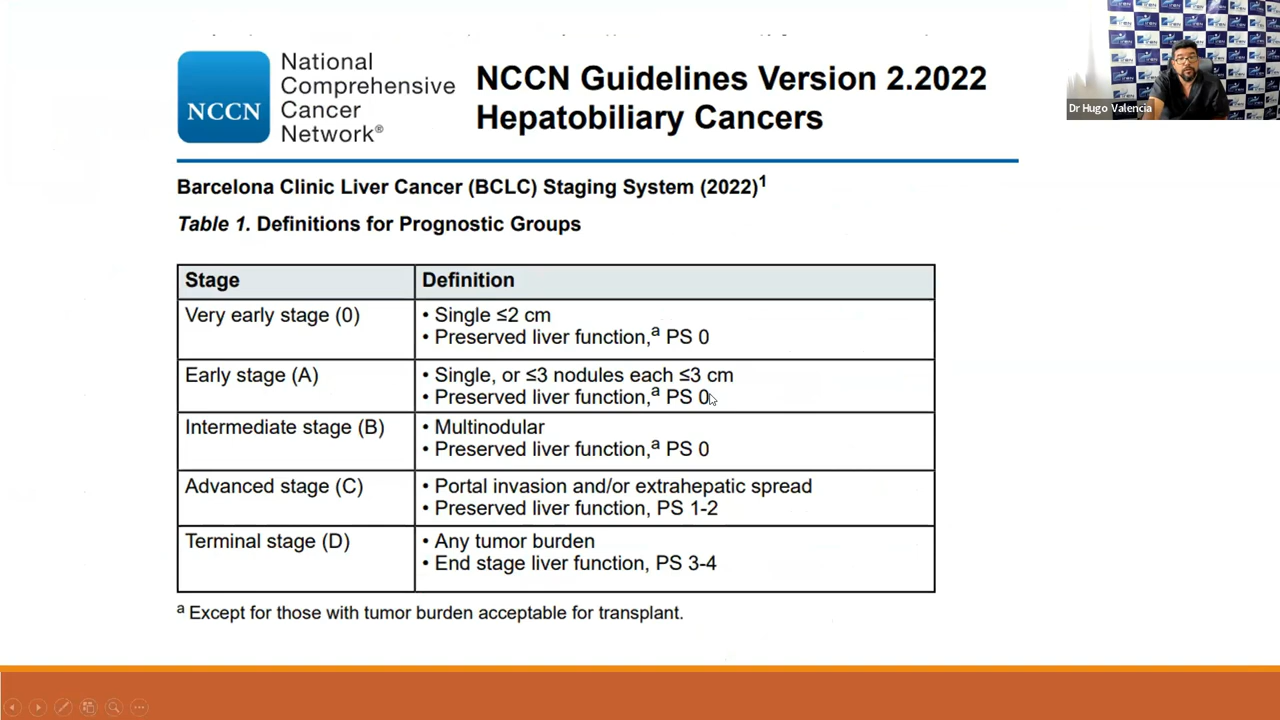 National
Comprehensive
Cancer
Network®
NCCN
NCCN Guidelines Version 2.2022
Hepatobiliary Cancers
Dr Hugo Valencia
Barcelona Clinic Liver Cancer (BCLC) Staging System (2022)1
Table 1. Definitions for Prognostic Groups
Stage Definition
Very early stage (0) • Single ≤2 cm
• Preserved liver function,a PS 0
Early stage (A) • Single, or ≤3 nodules each ≤3 cm
• Preserved liver function,a PS 0
Intermediate stage (B) • Multinodular
• Preserved liver function,a PS 0
Advanced stage (C) • Portal invasion and/or extrahepatic spread
• Preserved liver function, PS 1-2
Terminal stage (D) • Any tumor burden
• End stage liver function, PS 3-4
a Except for those with tumor burden acceptable for transplant.